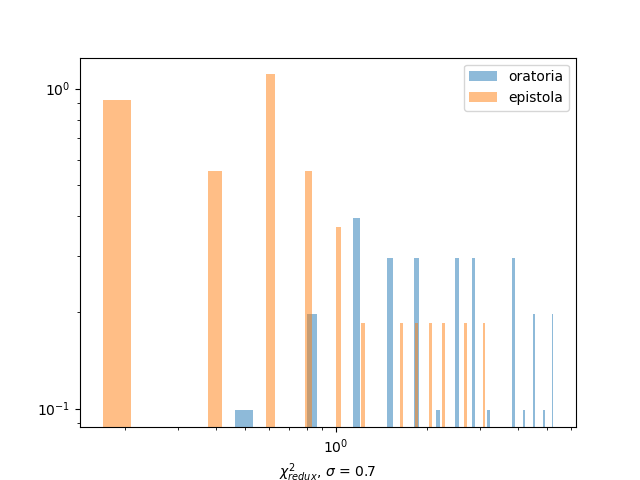 oratoria
epistola
10⁰
10⁻¹
10⁰
χ²redux, σ = 0.7